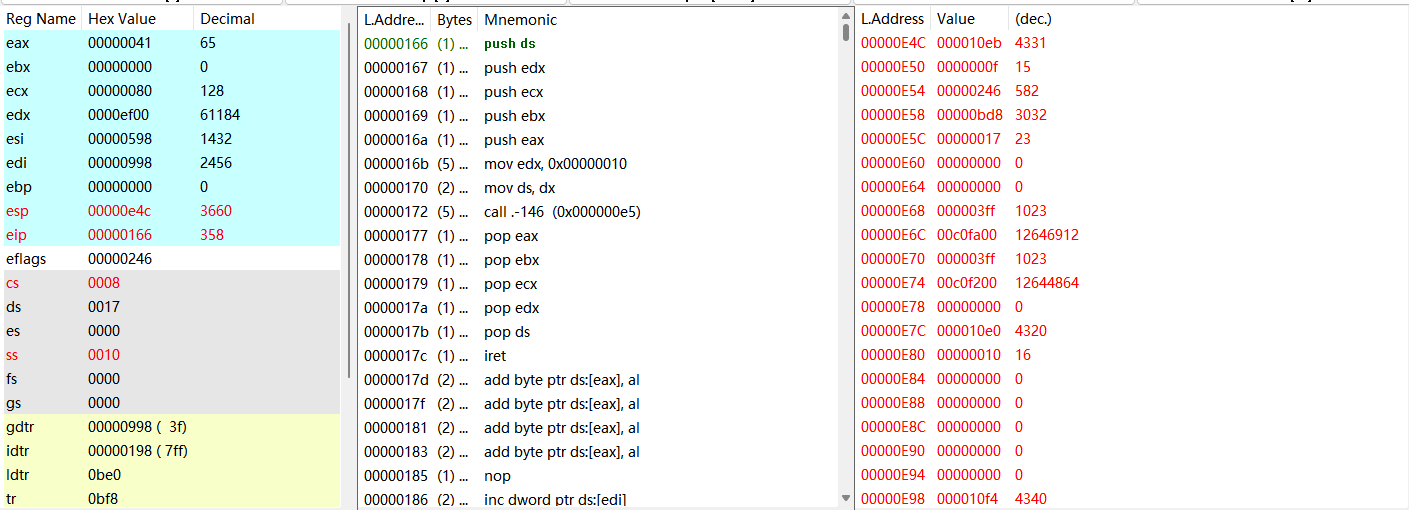 Reg Name Hex Value Decimal L.Addre... Bytes Mnemonic L.Address Value (dec.)
eax 00000041 65 00000166 (1) ... push ds 00000E4C 000010eb 4331
ebx 00000000 0 00000167 (1) ... push edx 00000E50 0000000f 15
ecx 00000080 128 00000168 (1) ... push ecx 00000E54 00000246 582
edx 0000ef00 61184 00000169 (1) ... push ebx 00000E58 00000bd8 3032
esi 00000598 1432 0000016a (1) ... push eax 00000E5C 00000017 23
edi 00000998 2456 0000016b (5) ... mov edx, 0x00000010 00000E60 00000000 0
ebp 00000000 0 00000170 (2) ... mov ds, dx 00000E64 00000000 0
esp 00000e4c 3660 00000172 (5) ... call .-146 (0x000000e5) 00000E68 000003ff 1023
eip 00000166 358 00000177 (1) ... pop eax 00000E6C 00c0fa00 12646912
eflags 00000246 00000178 (1) ... pop ebx 00000E70 000003ff 1023
cs 0008 00000179 (1) ... pop ecx 00000E74 00c0f200 12644864
ds 0017 0000017a (1) ... pop edx 00000E78 00000000 0
es 0000 0000017b (1) ... pop ds 00000E7C 000010e0 4320
ss 0010 0000017c (1) ... iret 00000E80 00000010 16
fs 0000 0000017d (2) ... add byte ptr ds:[eax], al 00000E84 00000000 0
gs 0000 0000017f (2) ... add byte ptr ds:[eax], al 00000E88 00000000 0
gdtr 00000998 ( 3f) 00000181 (2) ... add byte ptr ds:[eax], al 00000E8C 00000000 0
idtr 00000198 ( 7ff) 00000183 (2) ... add byte ptr ds:[eax], al 00000E90 00000000 0
ldtr 0be0 00000185 (1) ... nop 00000E94 00000000 0
tr 0bf8 00000186 (2) ... inc dword ptr ds:[edi] 00000E98 000010f4 4340